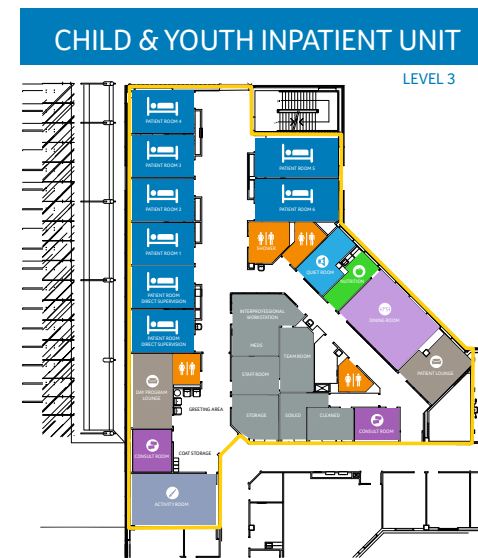 CHILD & YOUTH INPATIENT UNIT
LEVEL 3
PATIENT ROOM 4
PATIENT ROOM 3
PATIENT ROOM 2
PATIENT ROOM 1
PATIENT ROOM
DIRECT SUPERVISION
PATIENT ROOM
DIRECT SUPERVISION
PATIENT ROOM 5
PATIENT ROOM 6
SHOWER
QUIET ROOM
NUTRITION
DINING ROOM
PATIENT LOUNGE
INTERPROFESSIONAL
WORKSTATION
MEDS
TEAM ROOM
STAFF ROOM
STORAGE
SOILED
CLEANED
CONSULT ROOM
DAY PROGRAM
LOUNGE
GREETING AREA
CONSULT ROOM
COAT STORAGE
ACTIVITY ROOM